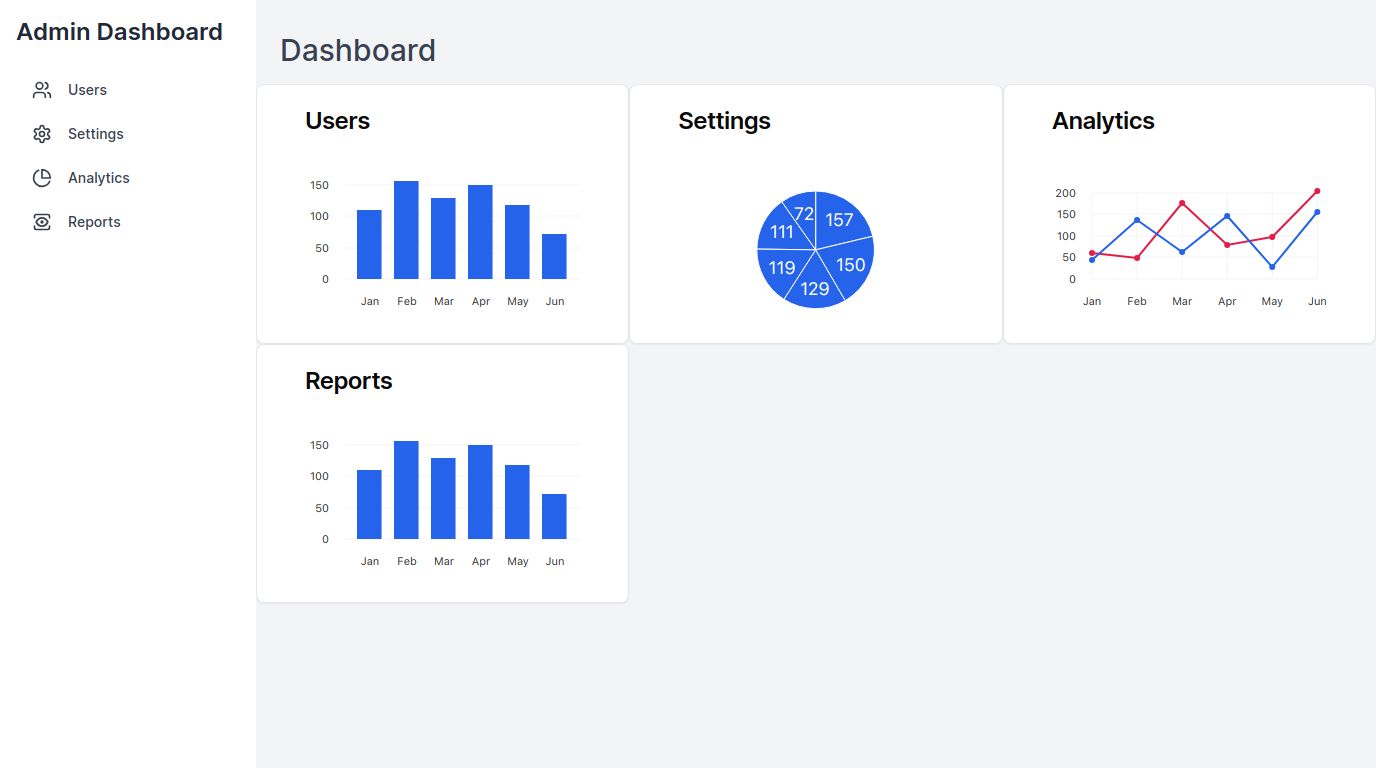 Admin Dashboard
Users
Settings
Analytics
Reports
Dashboard
Users
150
100
50
0
Jan Feb Mar Apr May Jun
Settings
72 157
111
119 150
129
Analytics
200
150
100
50
0
Jan Feb Mar Apr May Jun
Reports
150
100
50
0
Jan Feb Mar Apr May Jun